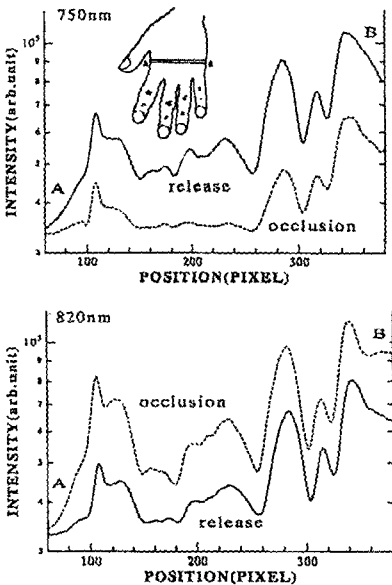 750nm
B
10⁵
9
8
7
6
5
4
3
INTENSITY(arb.unit)
A
A
B
release
occlusion
100
200
300
POSITION(PIXEL)
820nm
B
10⁵
9
8
7
6
5
4
3
INTENSITY(arb.unit)
occlusion
A
release
100
200
300
POSITION(PIXEL)